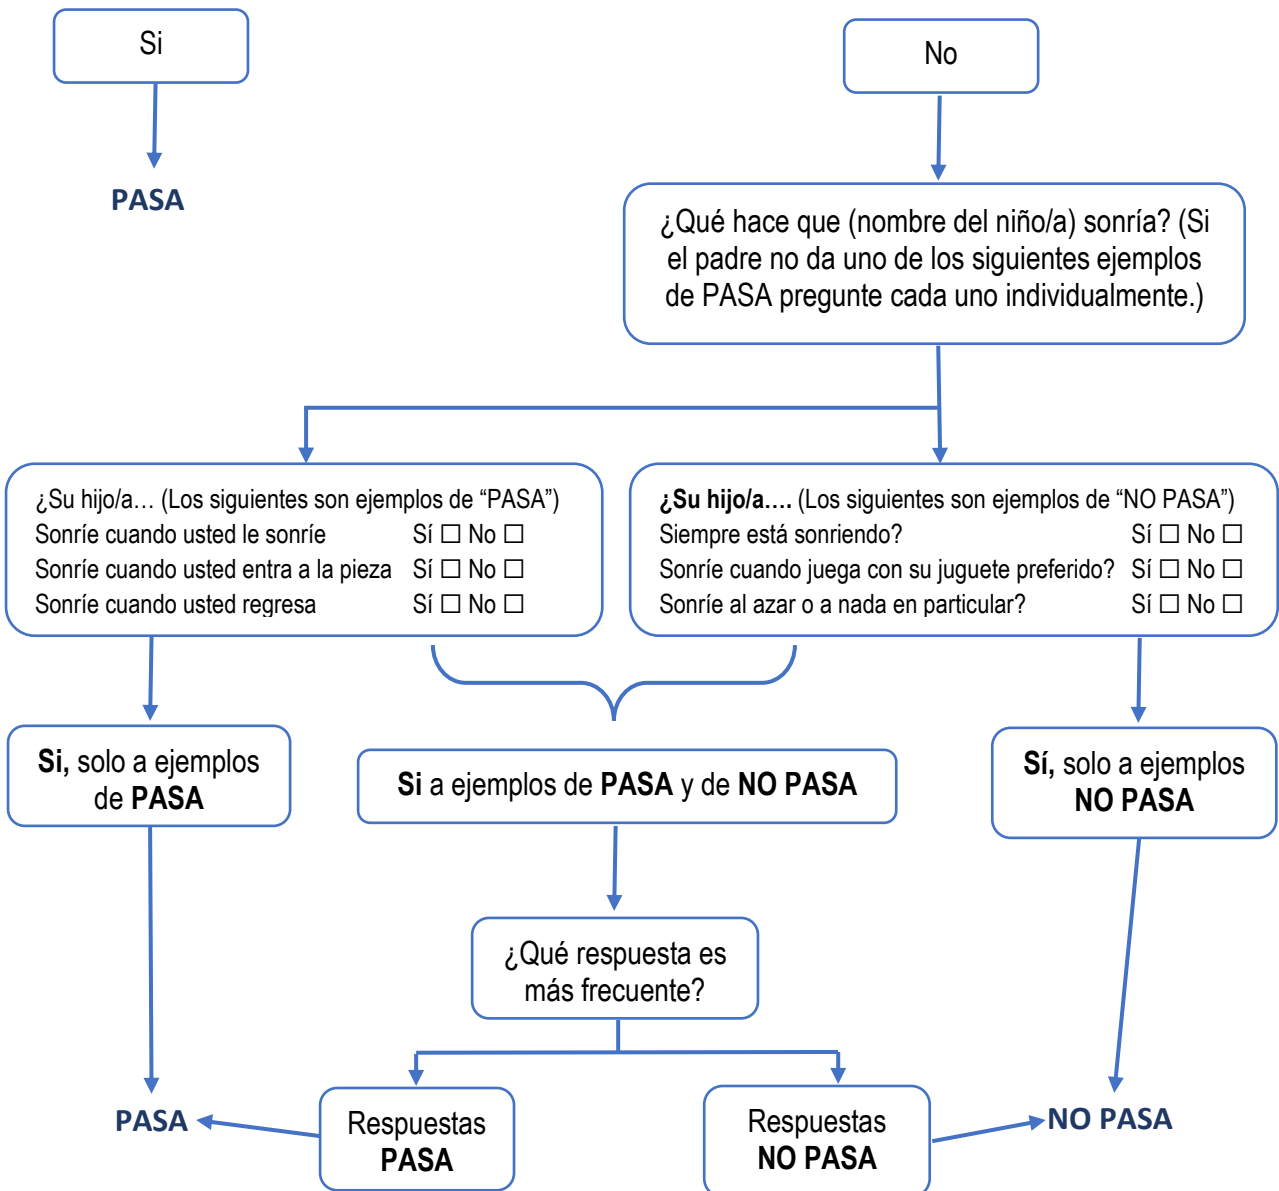 Si
No
PASA
¿Qué hace que (nombre del niño/a) sonría? (Si
el padre no da uno de los siguientes ejemplos
de PASA pregunte cada uno individualmente.)
¿Su hijo/a… (Los siguientes son ejemplos de “PASA”)
Sonríe cuando usted le sonríe Sí ☐ No ☐
Sonríe cuando usted entra a la pieza Sí ☐ No ☐
Sonríe cuando usted regresa Sí ☐ No ☐
¿Su hijo/a…. (Los siguientes son ejemplos de “NO PASA”)
Siempre está sonriendo? Sí ☐ No ☐
Sonríe cuando juega con su juguete preferido? Sí ☐ No ☐
Sonríe al azar o a nada en particular? Sí ☐ No ☐
Si, solo a ejemplos
de PASA
Si a ejemplos de PASA y de NO PASA
Sí, solo a ejemplos
NO PASA
¿Qué respuesta es
más frecuente?
PASA
Respuestas
PASA
Respuestas
NO PASA
NO PASA